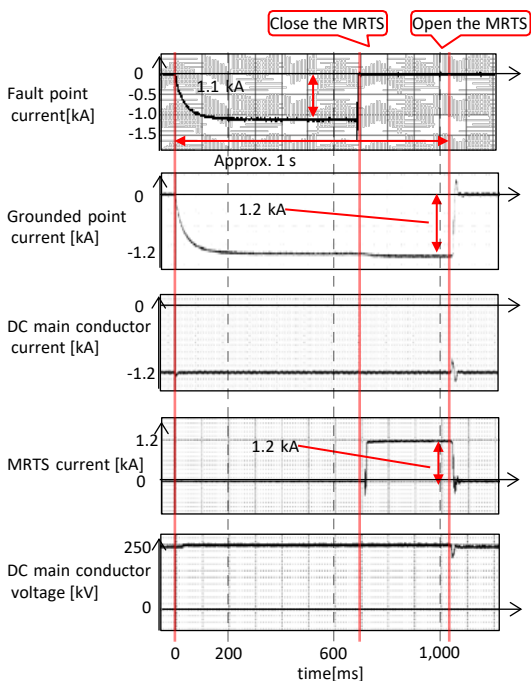 Close the MRTS
Open the MRTS
0
-0.5
-1.0
-1.5
Fault point
current[kA]
1.1 kA
Approx. 1 s
0
-1.2
Grounded point
current [kA]
1.2 kA
0
-1.2
DC main conductor
current [kA]
1.2
0
MRTS current [kA]
1.2 kA
250
0
DC main conductor
voltage [kV]
0
200
600
1,000
time[ms]